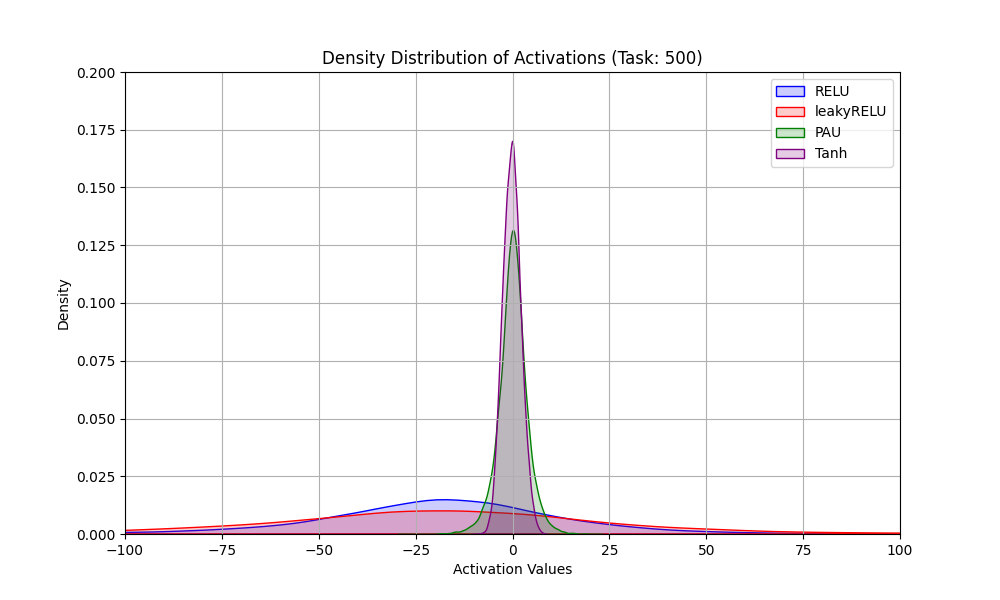 Density Distribution of Activations (Task: 500)
0.200
0.175
0.150
0.125
0.100
0.075
0.050
0.025
0.000
Density
RELU
leakyRELU
PAU
Tanh
−100
−75
−50
−25
0
25
50
75
100
Activation Values